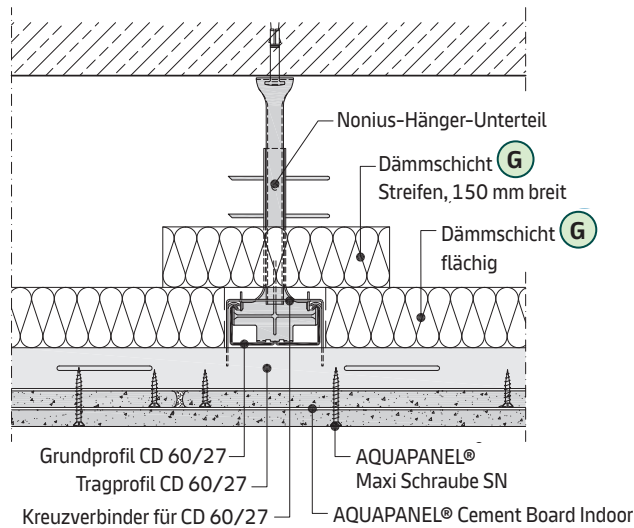 Nonius-Hänger-Unterteil
Dämmschicht G
Streifen, 150 mm breit
Dämmschicht G
flächig
Grundprofil CD 60/27
Tragprofil CD 60/27
Kreuzverbinder für CD 60/27
AQUAPANEL®
Maxi Schraube SN
AQUAPANEL® Cement Board Indoor